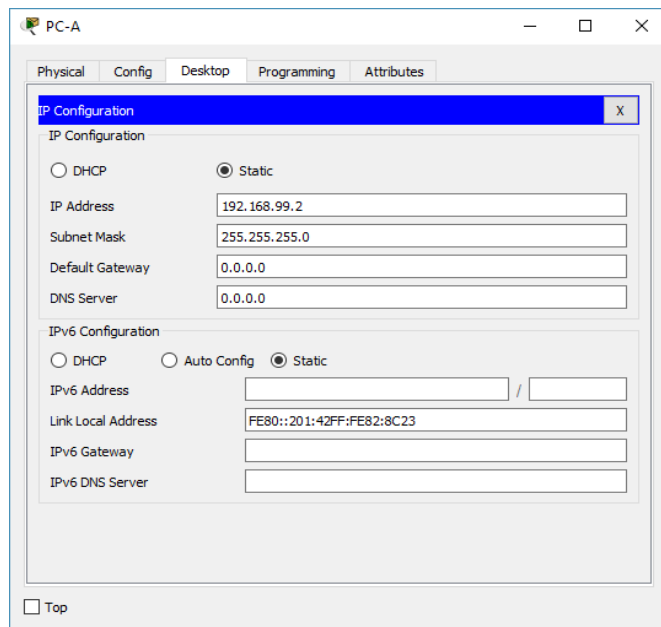 PC-A
Physical Config Desktop Programming Attributes
IP Configuration X
IP Configuration
DHCP Static
IP Address 192.168.99.2
Subnet Mask 255.255.255.0
Default Gateway 0.0.0.0
DNS Server 0.0.0.0
IPv6 Configuration
DHCP Auto Config Static
IPv6 Address /
Link Local Address FE80::201:42FF:FE82:8C23
IPv6 Gateway
IPv6 DNS Server
Top